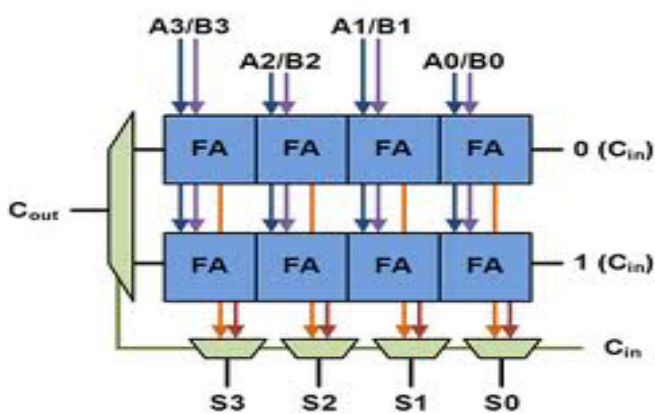 A3/B3 A1/B1
A2/B2 A0/B0
FA FA FA FA 0 (Cin)
Cout
FA FA FA FA 1 (Cin)
Cin
S3 S2 S1 S0